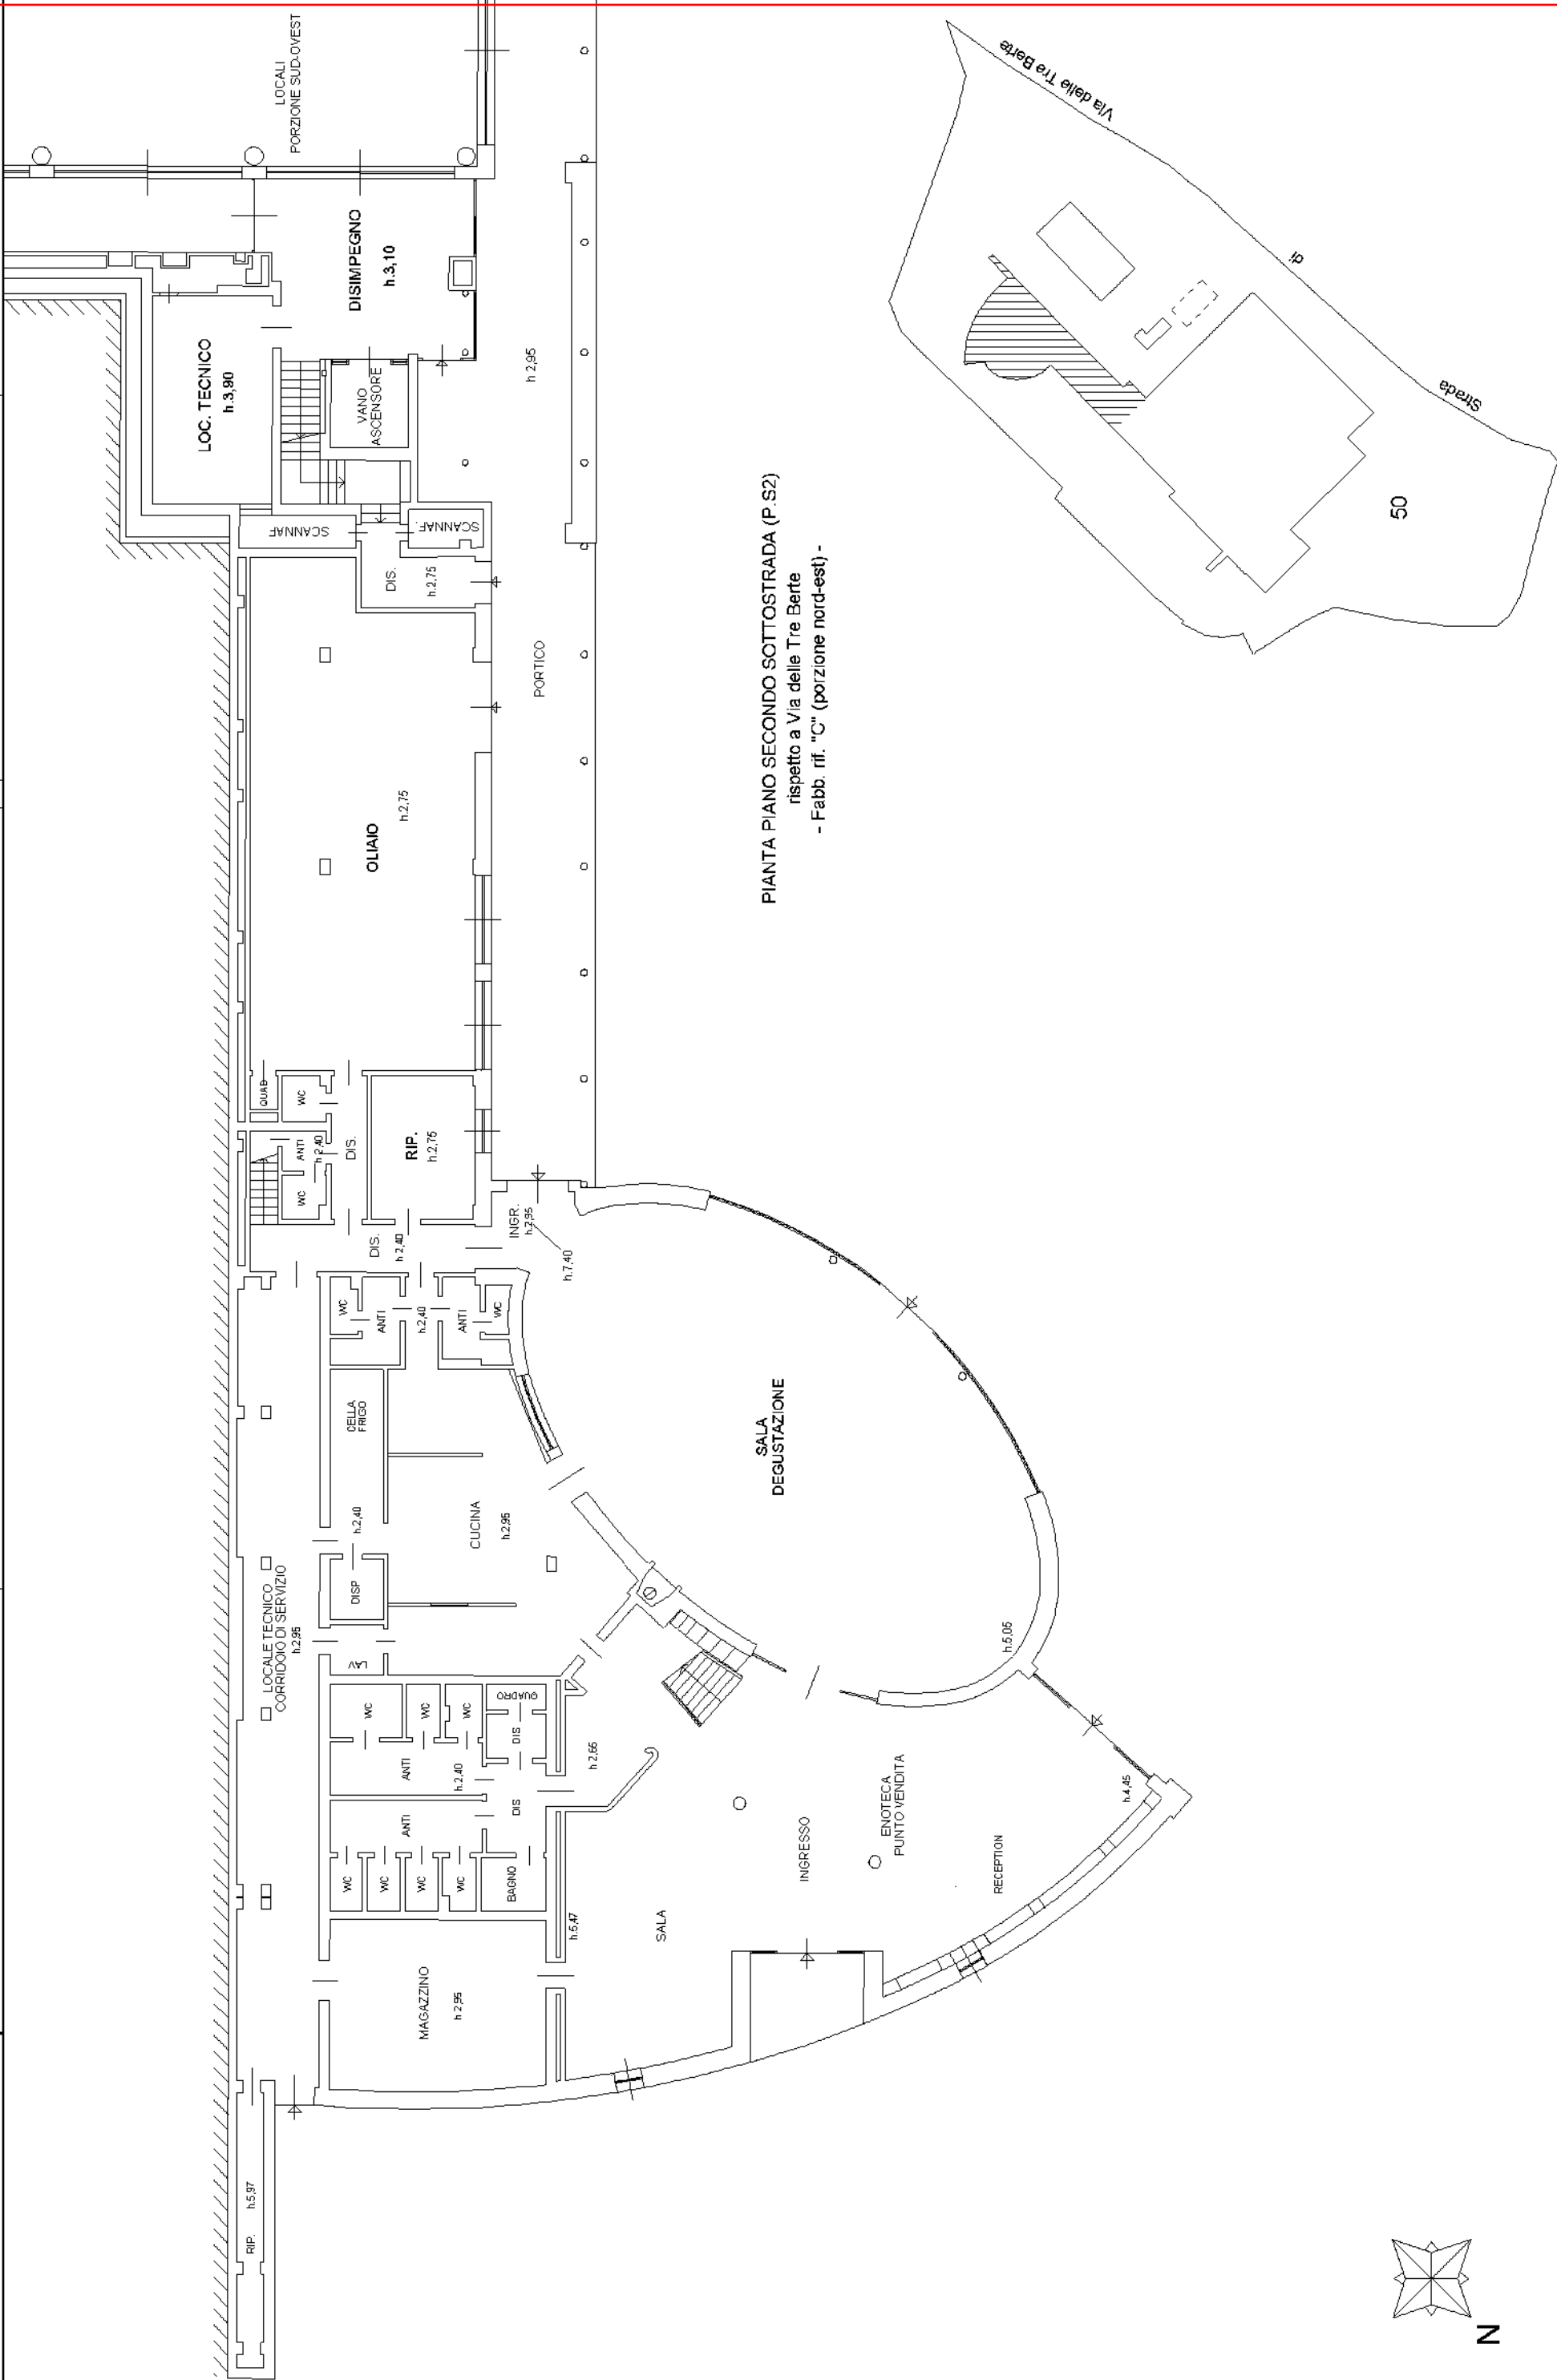 LOCALI
PORZIONE SUD-OVEST
DISIMPEGNO
h.3,10
LOC. TECNICO
h.3,90
VANO
ASCENSORE
h 2,95
SCANNAF
SCANNAF.
DIS.
h.2,75
PORTICO
OLIAIO
h.2,75
QUAD
WC
ANTI
h 2,40
WC
DIS.
RIP.
h.2,75
DIS.
h 2,40
INGR.
h.2,95
h.7,40
WC
ANTI
h.2,40
ANTI
WC
CELLA
FRIGO
h.2,40
DISP
CUCINA
h.2,95
LAV
LOCALE TECNICO
CORRIDOIO DI SERVIZIO
h.2,95
SALA
DEGUSTAZIONE
h.5,05
WC
WC
WC
QUADRO
ANTI
h 2,40
DIS
h 2,65
ANTI
DIS
WC
WC
WC
WC
BAGNO
MAGAZZINO
h 2,95
h.5,47
SALA
INGRESSO
ENOTECA
PUNTO VENDITA
RECEPTION
h.4,45
RIP.
h.5,97
PIANTA PIANO SECONDO SOTTOSTRADA (P.S2)
rispetto a Via delle Tre Berte
- Fabb. rif. "C" (porzione nord-est) -
Via delle Tre Berte
di
Strada
50
N